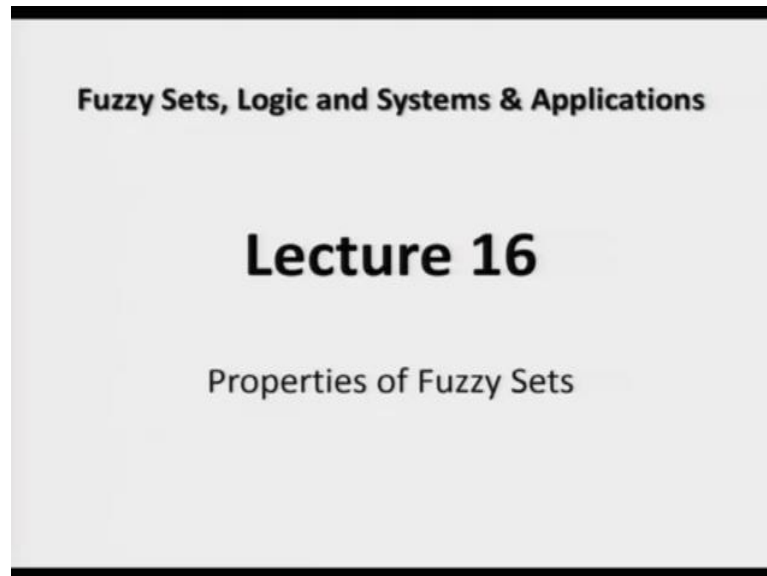 Fuzzy Sets, Logic and Systems & Applications
Lecture 16
Properties of Fuzzy Sets